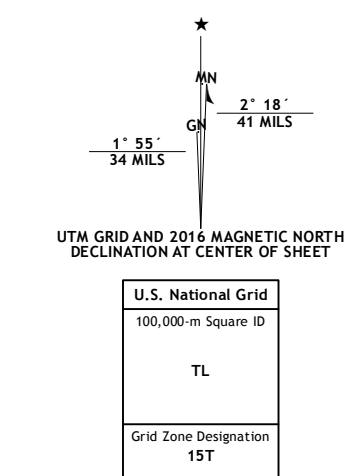 ★
MN
GN
2° 18´
41 MILS
1° 55´
34 MILS
UTM GRID AND 2016 MAGNETIC NORTH
DECLINATION AT CENTER OF SHEET
U.S. National Grid
100,000-m Square ID
TL
Grid Zone Designation
15T